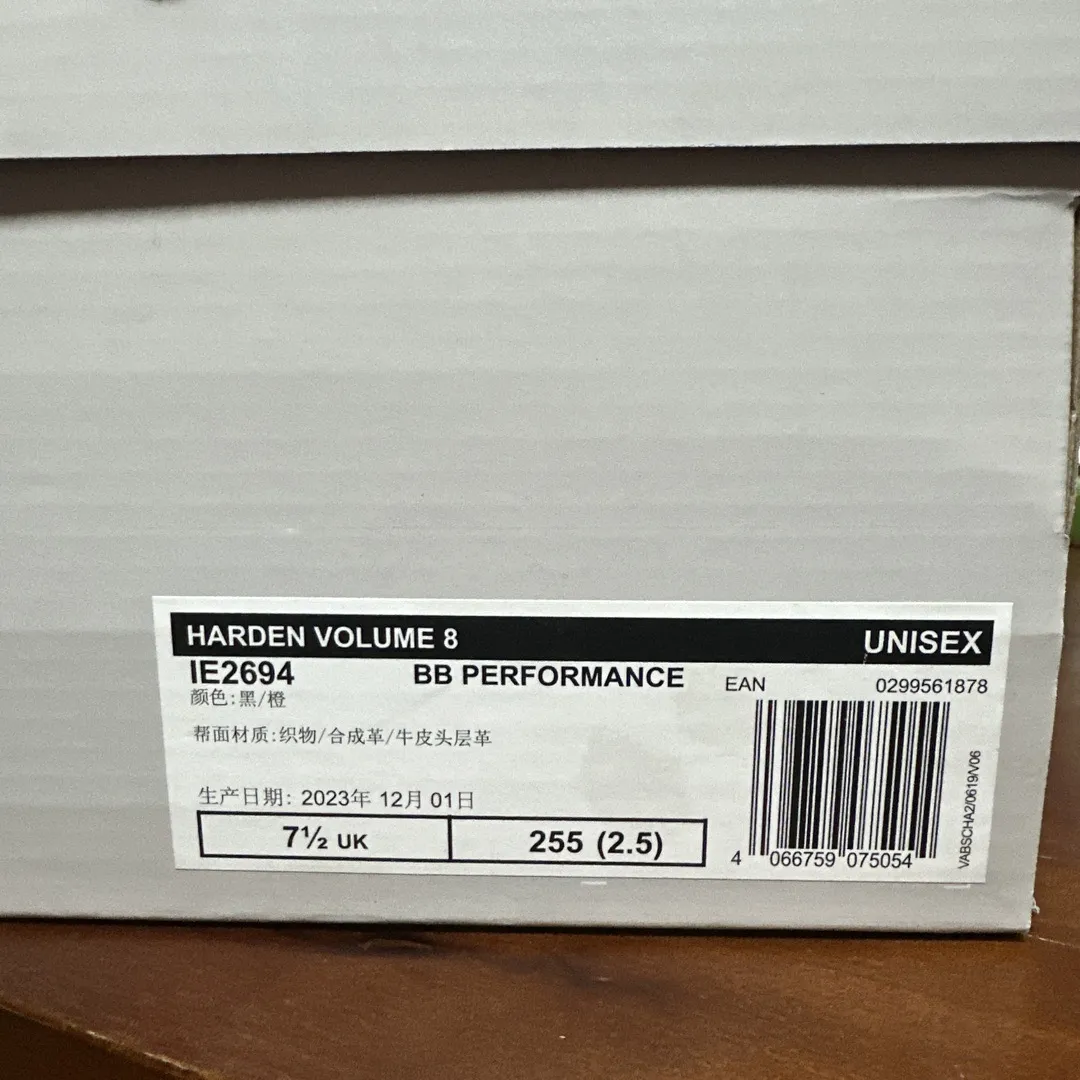 HARDEN VOLUME 8 UNISEX
IE2694 BB PERFORMANCE
颜色:黑/橙
帮面材质:织物/合成革/牛皮头层革
生产日期: 2023年 12月 01日
7½ UK 255 (2.5)
EAN 0299561878
4 066759 075054
VABSCHA2/0619/V06